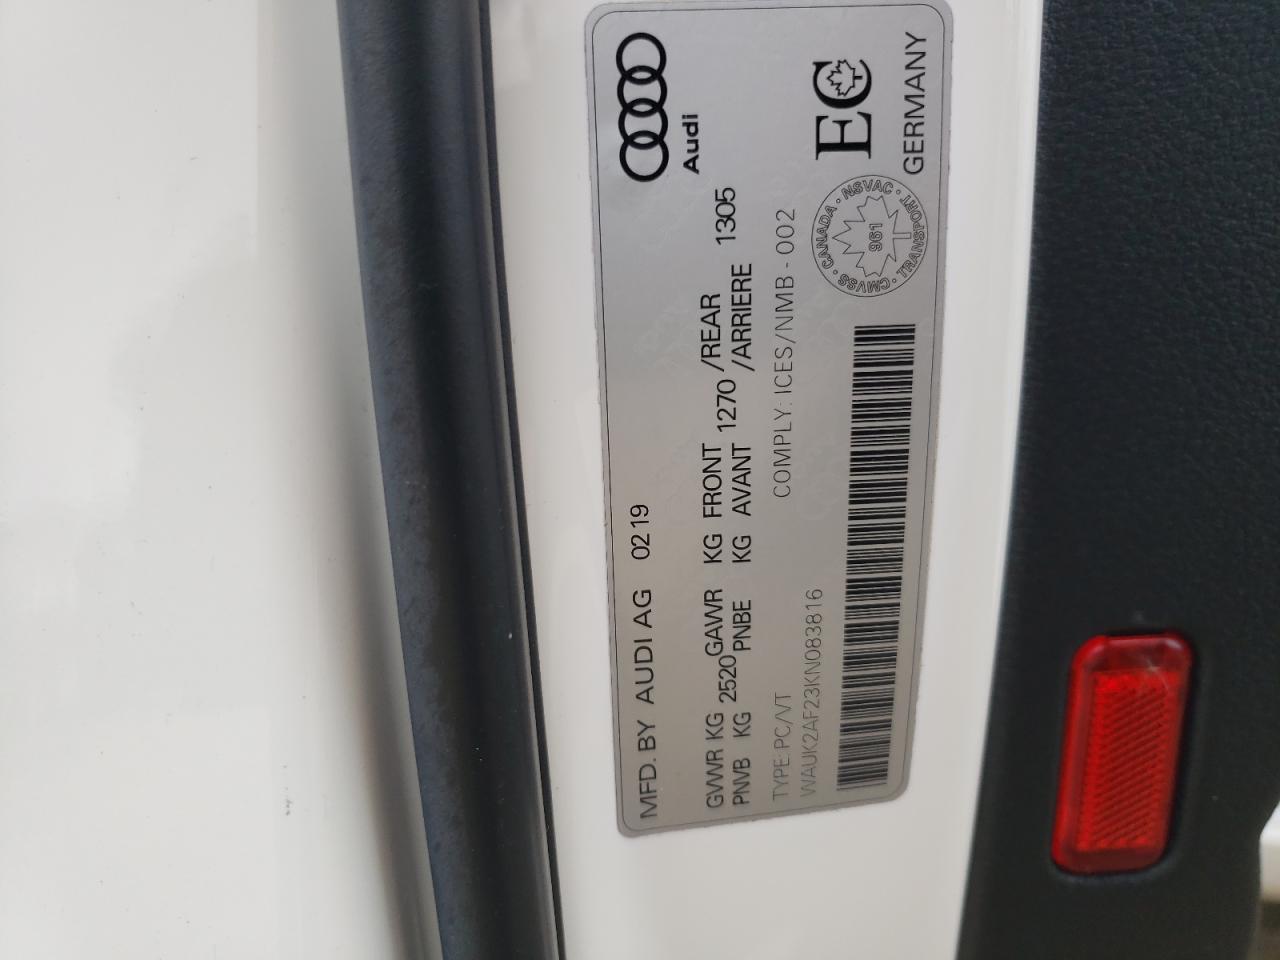 Audi
MFD. BY AUDI AG 0219
GVWR KG 2520 GAWR KG FRONT 1270 /REAR 1305
PNVB KG PNBE KG AVANT /ARRIERE
TYPE: PC/VT COMPLY: ICES/NMB - 002
WAUK2AF23KN083816
CMVSS · CANADA · NSVAC · TRANSPORT ·
961
EC
GERMANY